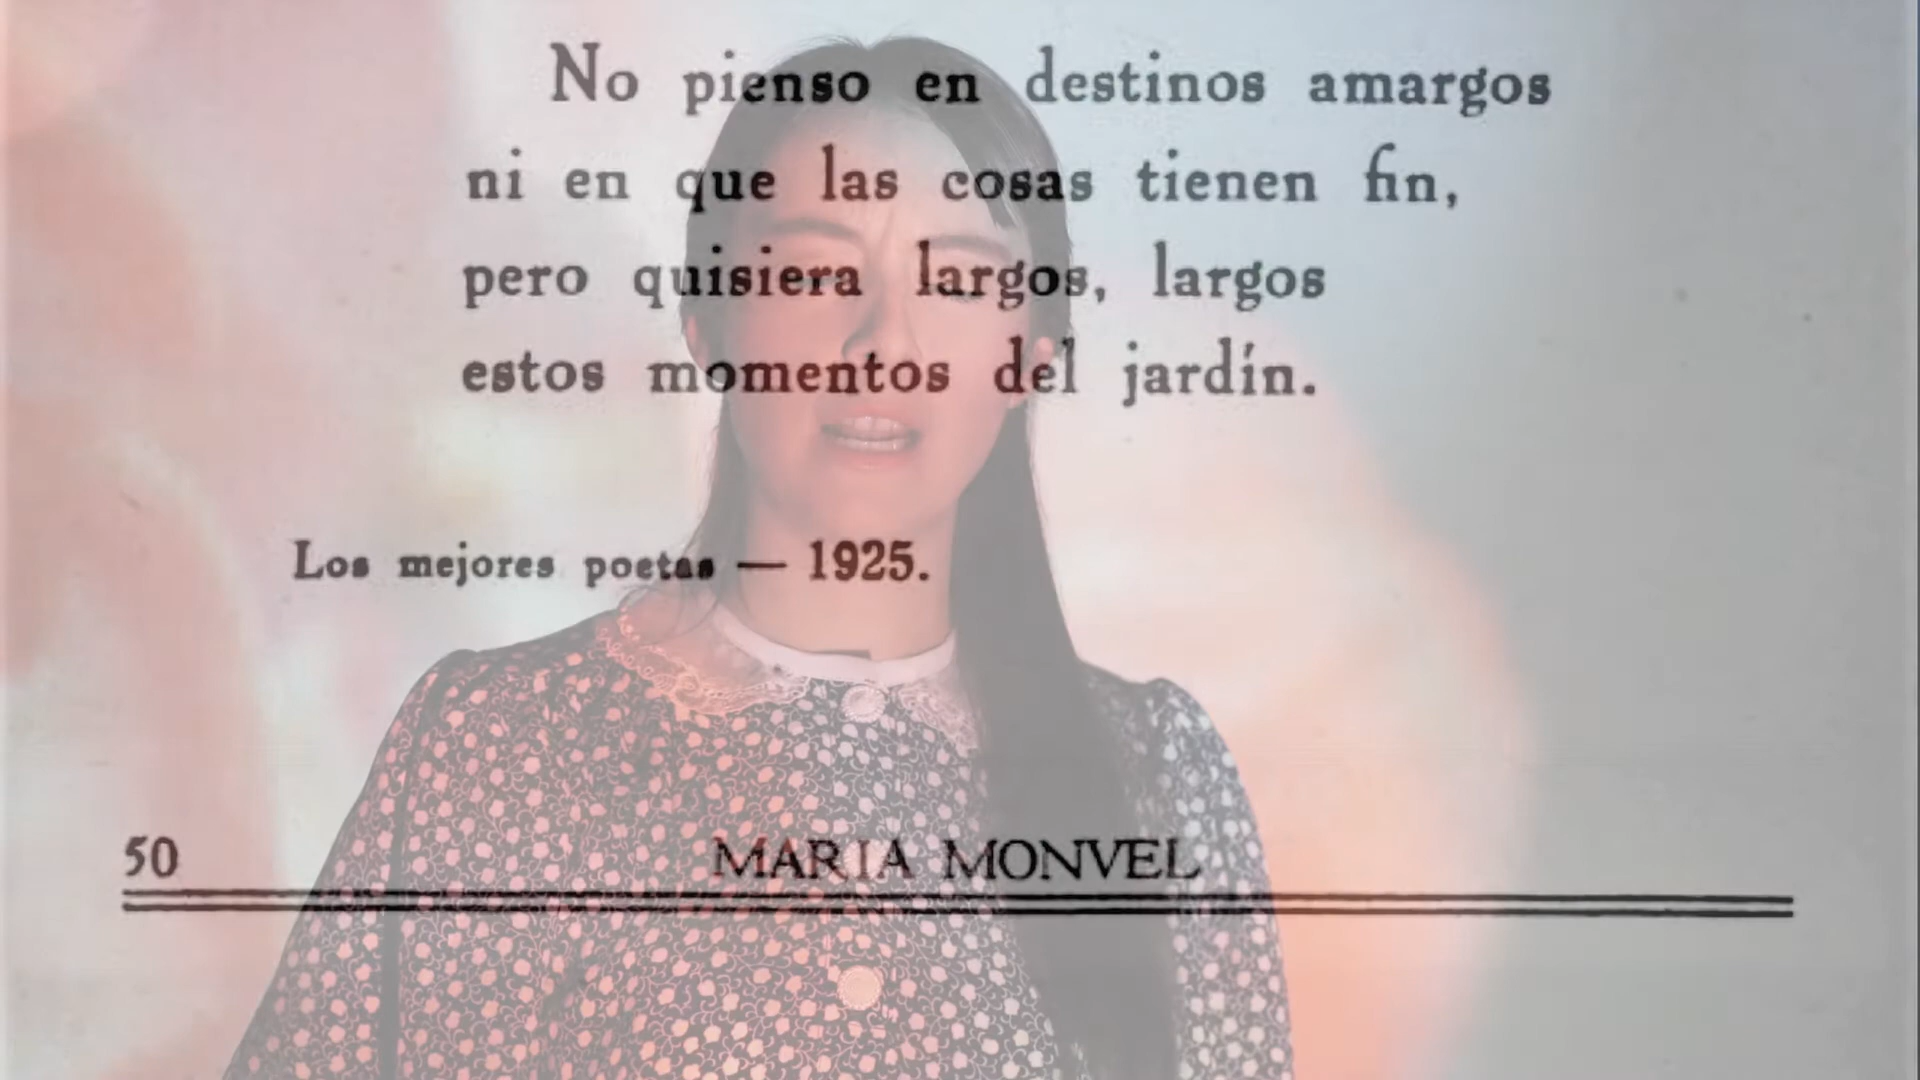 No pienso en destinos amargos
ni en que las cosas tienen fin,
pero quisiera largos, largos
estos momentos del jardín.
Los mejores poetas — 1925.
50 MARIA MONVEL